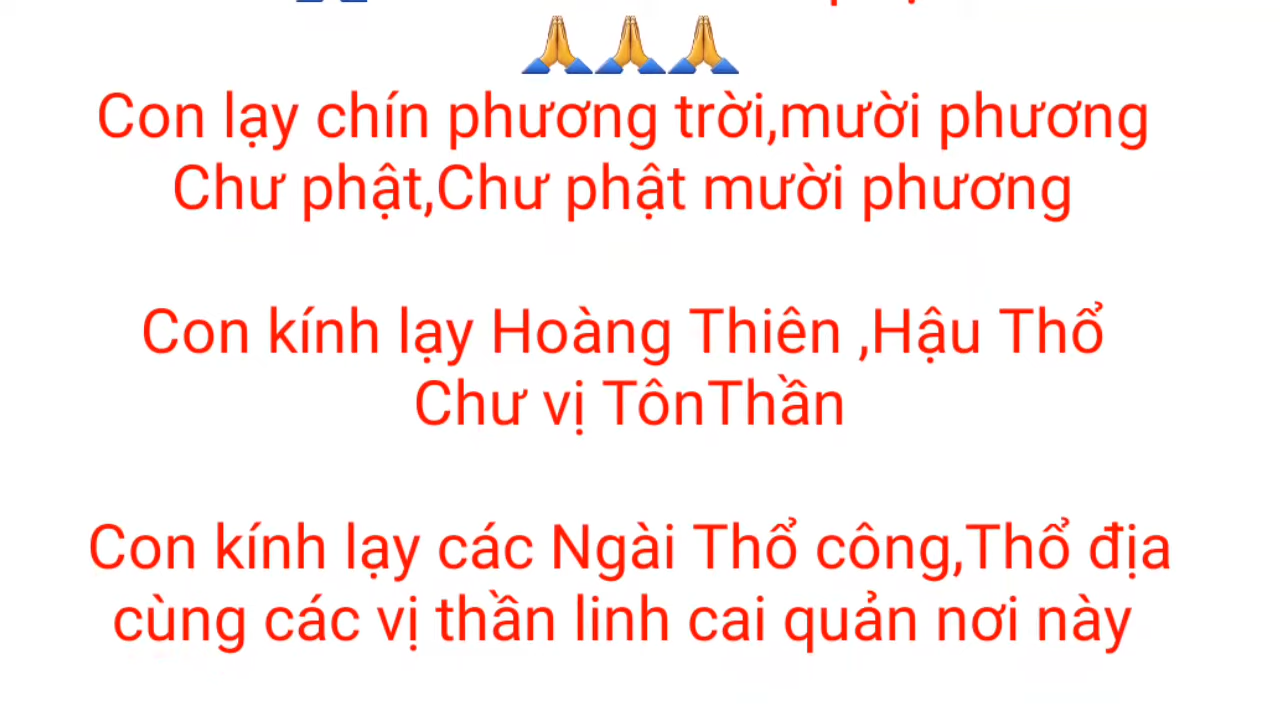 🙏🙏🙏
Con lạy chín phương trời,mười phương
Chư phật,Chư phật mười phương
Con kính lạy Hoàng Thiên ,Hậu Thổ
Chư vị TônThần
Con kính lạy các Ngài Thổ công,Thổ địa
cùng các vị thần linh cai quản nơi này